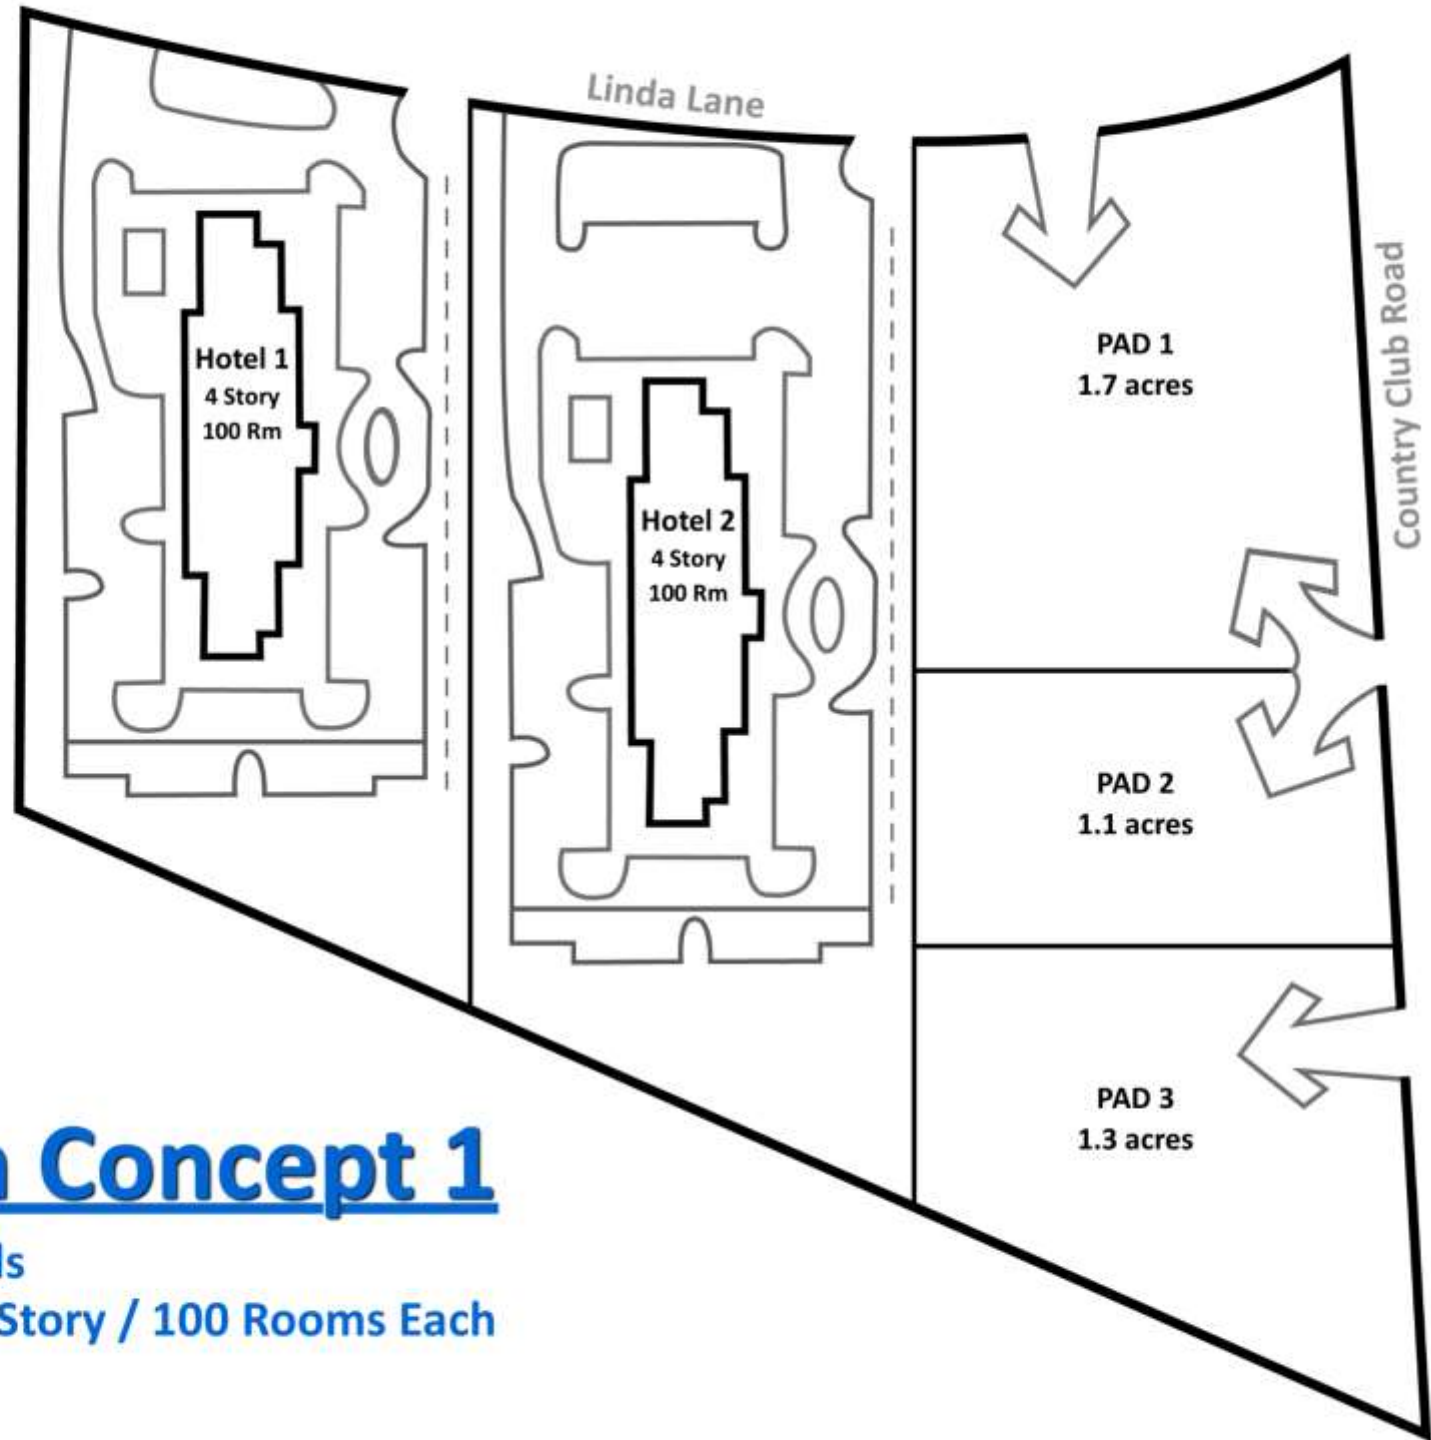 Linda Lane
Country Club Road
Hotel 1
4 Story
100 Rm
Hotel 2
4 Story
100 Rm
PAD 1
1.7 acres
PAD 2
1.1 acres
PAD 3
1.3 acres
Concept 1
Story / 100 Rooms Each